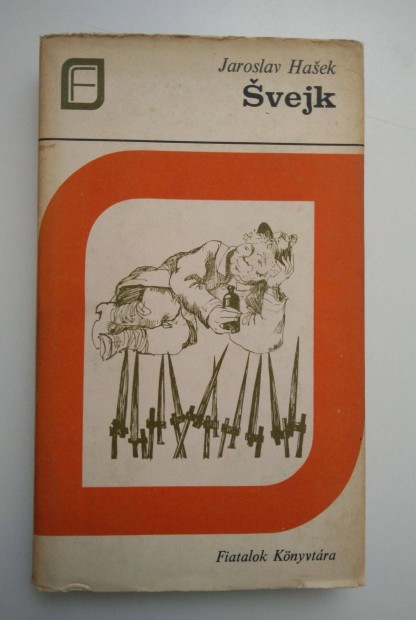 F
Jaroslav Hašek
Švejk
Fiatalok Könyvtára